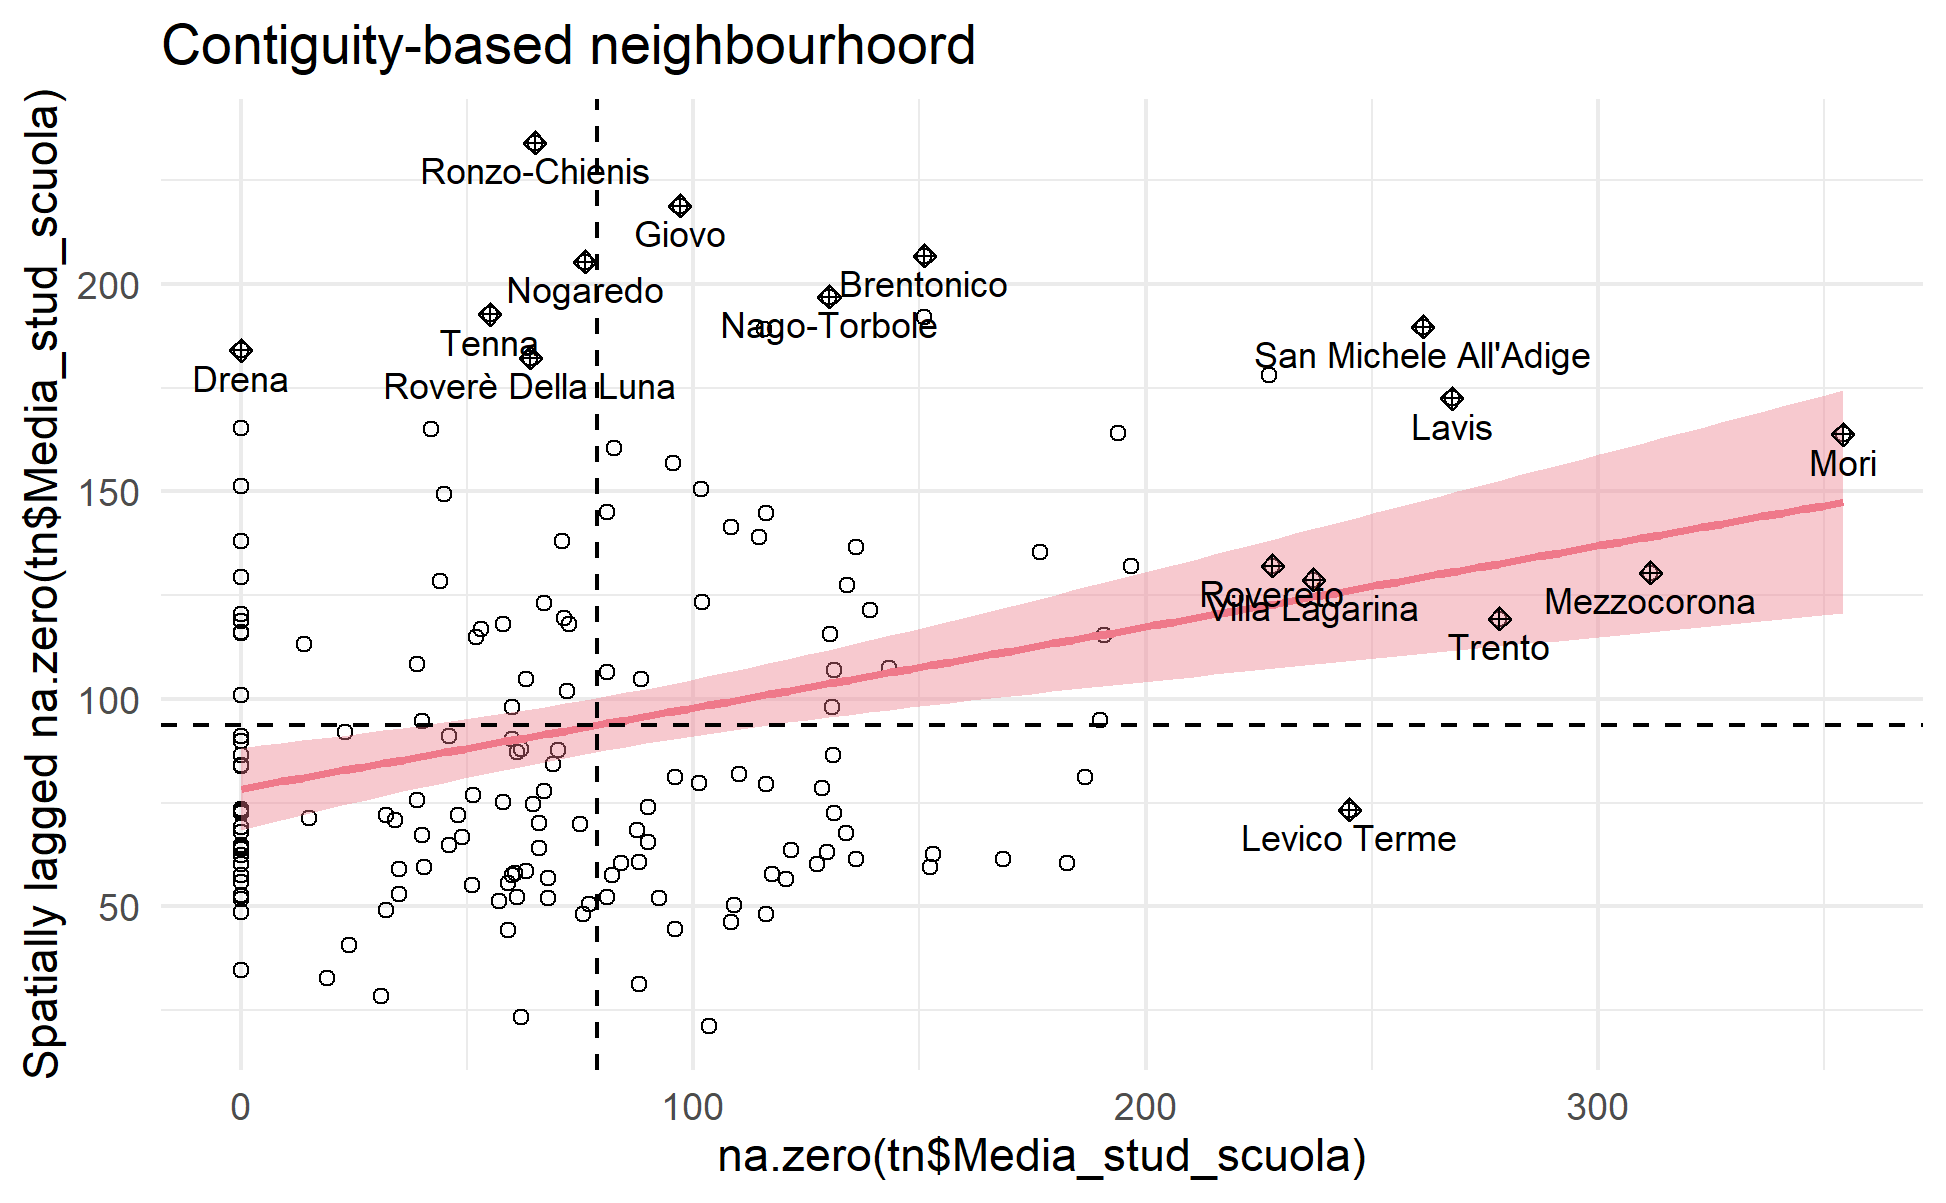 Contiguity-based neighbourhoord
Spatially lagged na.zero(tn$Media_stud_scuola)
200
150
100
50
Ronzo-Chienis
Giovo
Nogaredo
Brentonico
Nago-Torbole
Tenna
Drena
Roverè Della Luna
San Michele All'Adige
Lavis
Mori
Rovereto
Villa Lagarina
Mezzocorona
Trento
Levico Terme
0
100
200
300
na.zero(tn$Media_stud_scuola)